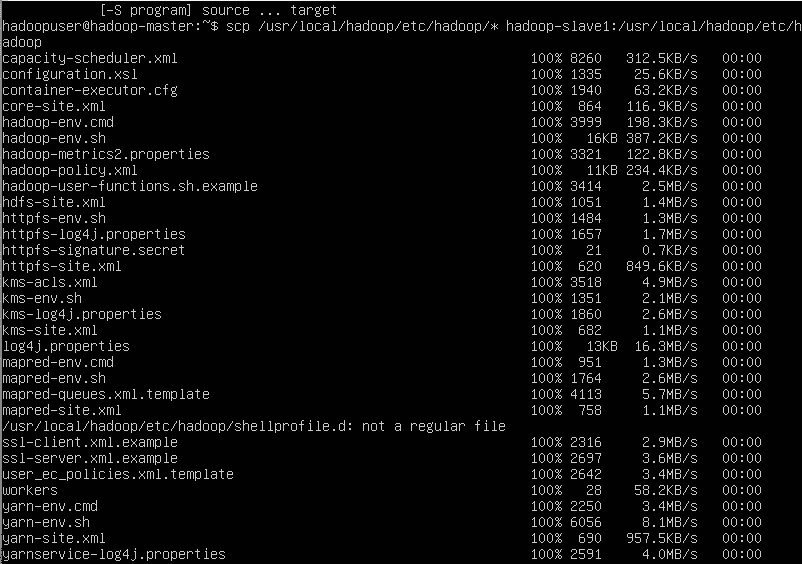 [-S program] source ... target
hadoopuser@hadoop-master:~$ scp /usr/local/hadoop/etc/hadoop/* hadoop-slave1:/usr/local/hadoop/etc/h
adoop
capacity-scheduler.xml 100% 8260 312.5KB/s 00:00
configuration.xsl 100% 1335 25.6KB/s 00:00
container-executor.cfg 100% 1940 63.2KB/s 00:00
core-site.xml 100% 864 116.9KB/s 00:00
hadoop-env.cmd 100% 3999 198.3KB/s 00:00
hadoop-env.sh 100% 16KB 387.2KB/s 00:00
hadoop-metrics2.properties 100% 3321 122.8KB/s 00:00
hadoop-policy.xml 100% 11KB 234.4KB/s 00:00
hadoop-user-functions.sh.example 100% 3414 2.5MB/s 00:00
hdfs-site.xml 100% 1051 1.4MB/s 00:00
httpfs-env.sh 100% 1484 1.3MB/s 00:00
httpfs-log4j.properties 100% 1657 1.7MB/s 00:00
httpfs-signature.secret 100% 21 0.7KB/s 00:00
httpfs-site.xml 100% 620 849.6KB/s 00:00
kms-acls.xml 100% 3518 4.9MB/s 00:00
kms-env.sh 100% 1351 2.1MB/s 00:00
kms-log4j.properties 100% 1860 2.6MB/s 00:00
kms-site.xml 100% 682 1.1MB/s 00:00
log4j.properties 100% 13KB 16.3MB/s 00:00
mapred-env.cmd 100% 951 1.3MB/s 00:00
mapred-env.sh 100% 1764 2.6MB/s 00:00
mapred-queues.xml.template 100% 4113 5.7MB/s 00:00
mapred-site.xml 100% 758 1.1MB/s 00:00
/usr/local/hadoop/etc/hadoop/shellprofile.d: not a regular file
ssl-client.xml.example 100% 2316 2.9MB/s 00:00
ssl-server.xml.example 100% 2697 3.6MB/s 00:00
user_ec_policies.xml.template 100% 2642 3.4MB/s 00:00
workers 100% 28 58.2KB/s 00:00
yarn-env.cmd 100% 2250 3.4MB/s 00:00
yarn-env.sh 100% 6056 8.1MB/s 00:00
yarn-site.xml 100% 690 957.5KB/s 00:00
yarnservice-log4j.properties 100% 2591 4.0MB/s 00:00